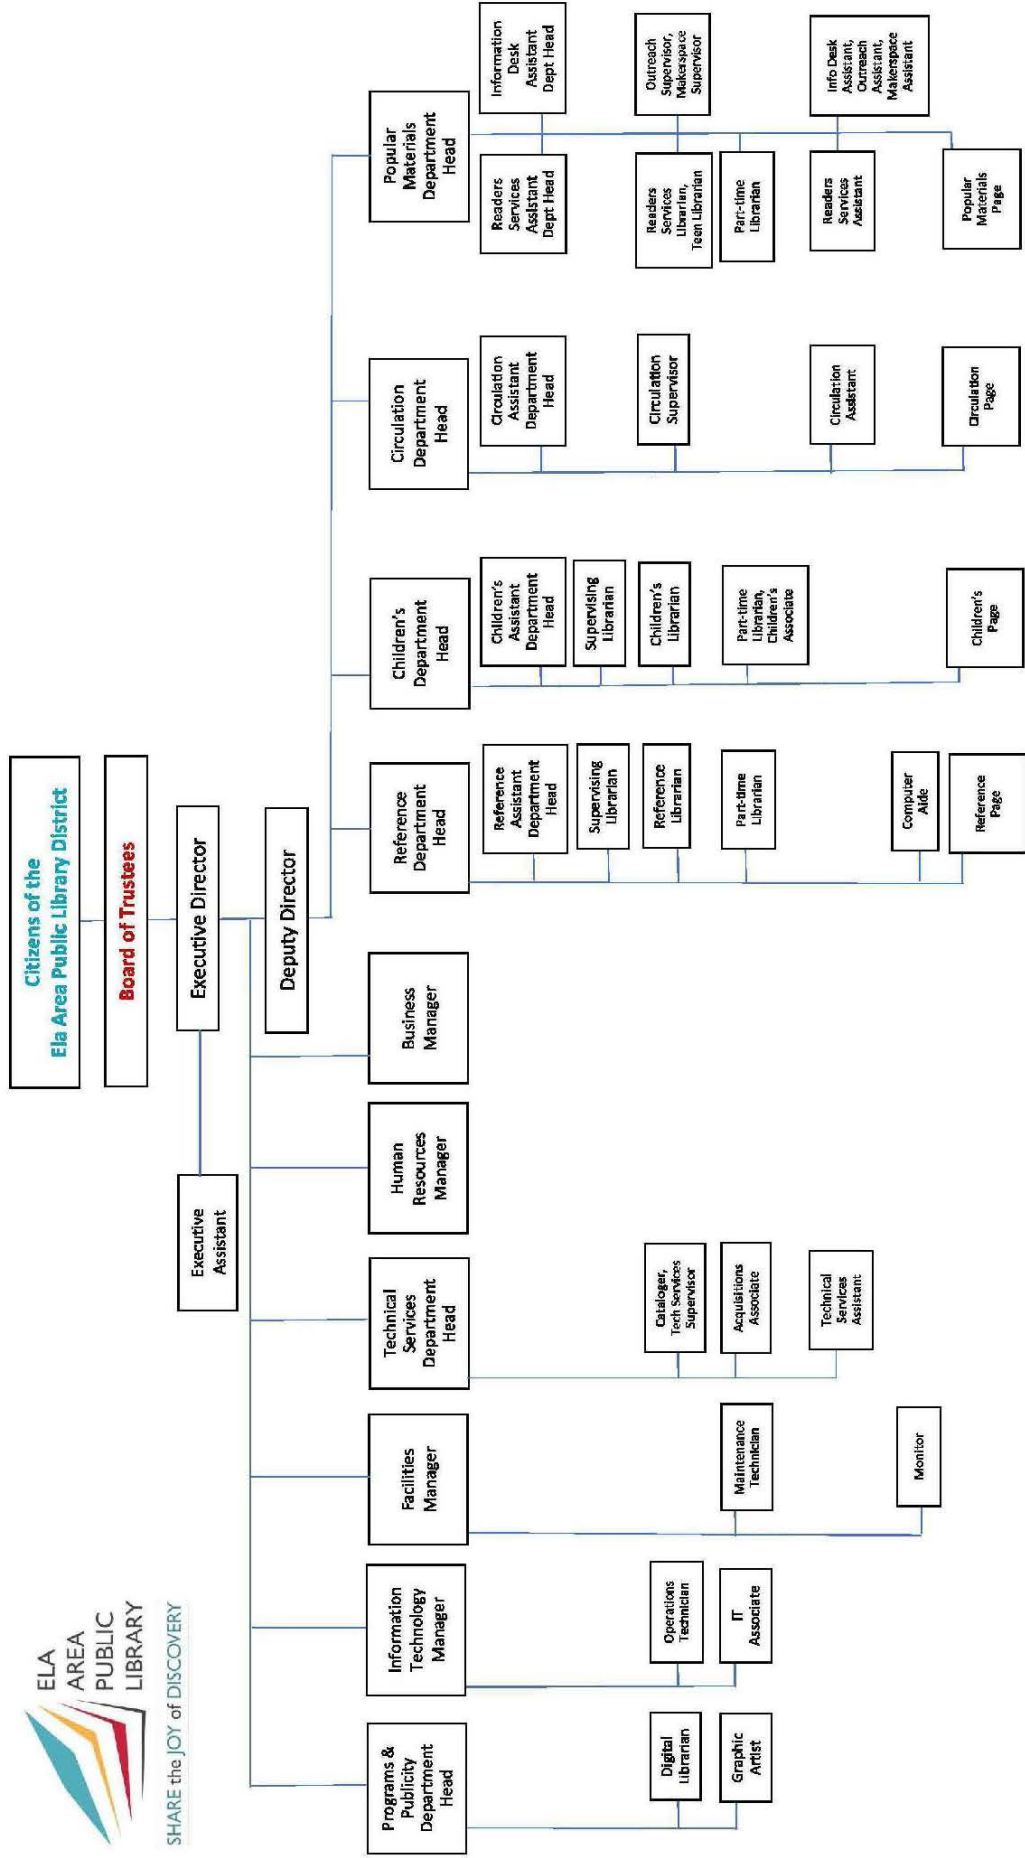 ELA
AREA
PUBLIC
LIBRARY
SHARE the JOY of DISCOVERY
Citizens of the
Ela Area Public Library District
Board of Trustees
Executive Director
Executive
Assistant
Deputy Director
Programs &
Publicity
Department
Head
Information
Technology
Manager
Facilities
Manager
Technical
Services
Department
Head
Human
Resources
Manager
Business
Manager
Reference
Department
Head
Children's
Department
Head
Circulation
Department
Head
Popular
Materials
Department
Head
Digital
Librarian
Graphic
Artist
Operations
Technician
IT
Associate
Maintenance
Technician
Monitor
Cataloger,
Tech Services
Supervisor
Acquisitions
Associate
Technical
Services
Assistant
Reference
Assistant
Department
Head
Supervising
Librarian
Reference
Librarian
Part-time
Librarian
Computer
Aide
Reference
Page
Children's
Assistant
Department
Head
Supervising
Librarian
Children's
Librarian
Part-time
Librarian,
Children's
Associate
Children's
Page
Circulation
Assistant
Department
Head
Circulation
Supervisor
Circulation
Assistant
Circulation
Page
Readers
Services
Assistant
Dept Head
Information
Desk
Assistant
Dept Head
Readers
Services
Librarian,
Teen Librarian
Outreach
Supervisor,
Makerspace
Supervisor
Part-time
Librarian
Readers
Services
Assistant
Info Desk
Assistant,
Outreach
Assistant,
Makerspace
Assistant
Popular
Materials
Page